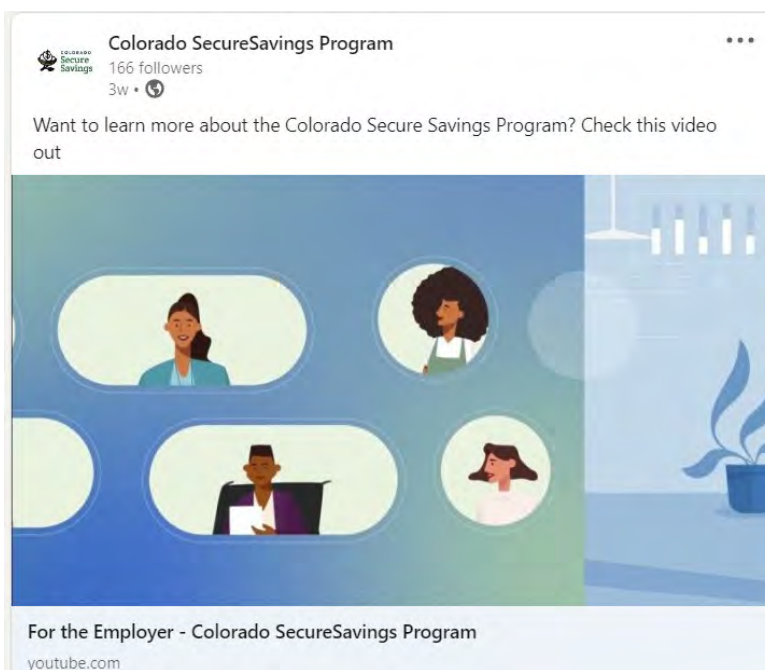 COLORADO
Secure
Savings
Colorado SecureSavings Program
166 followers
3w •
Want to learn more about the Colorado Secure Savings Program? Check this video
out
For the Employer - Colorado SecureSavings Program
youtube.com